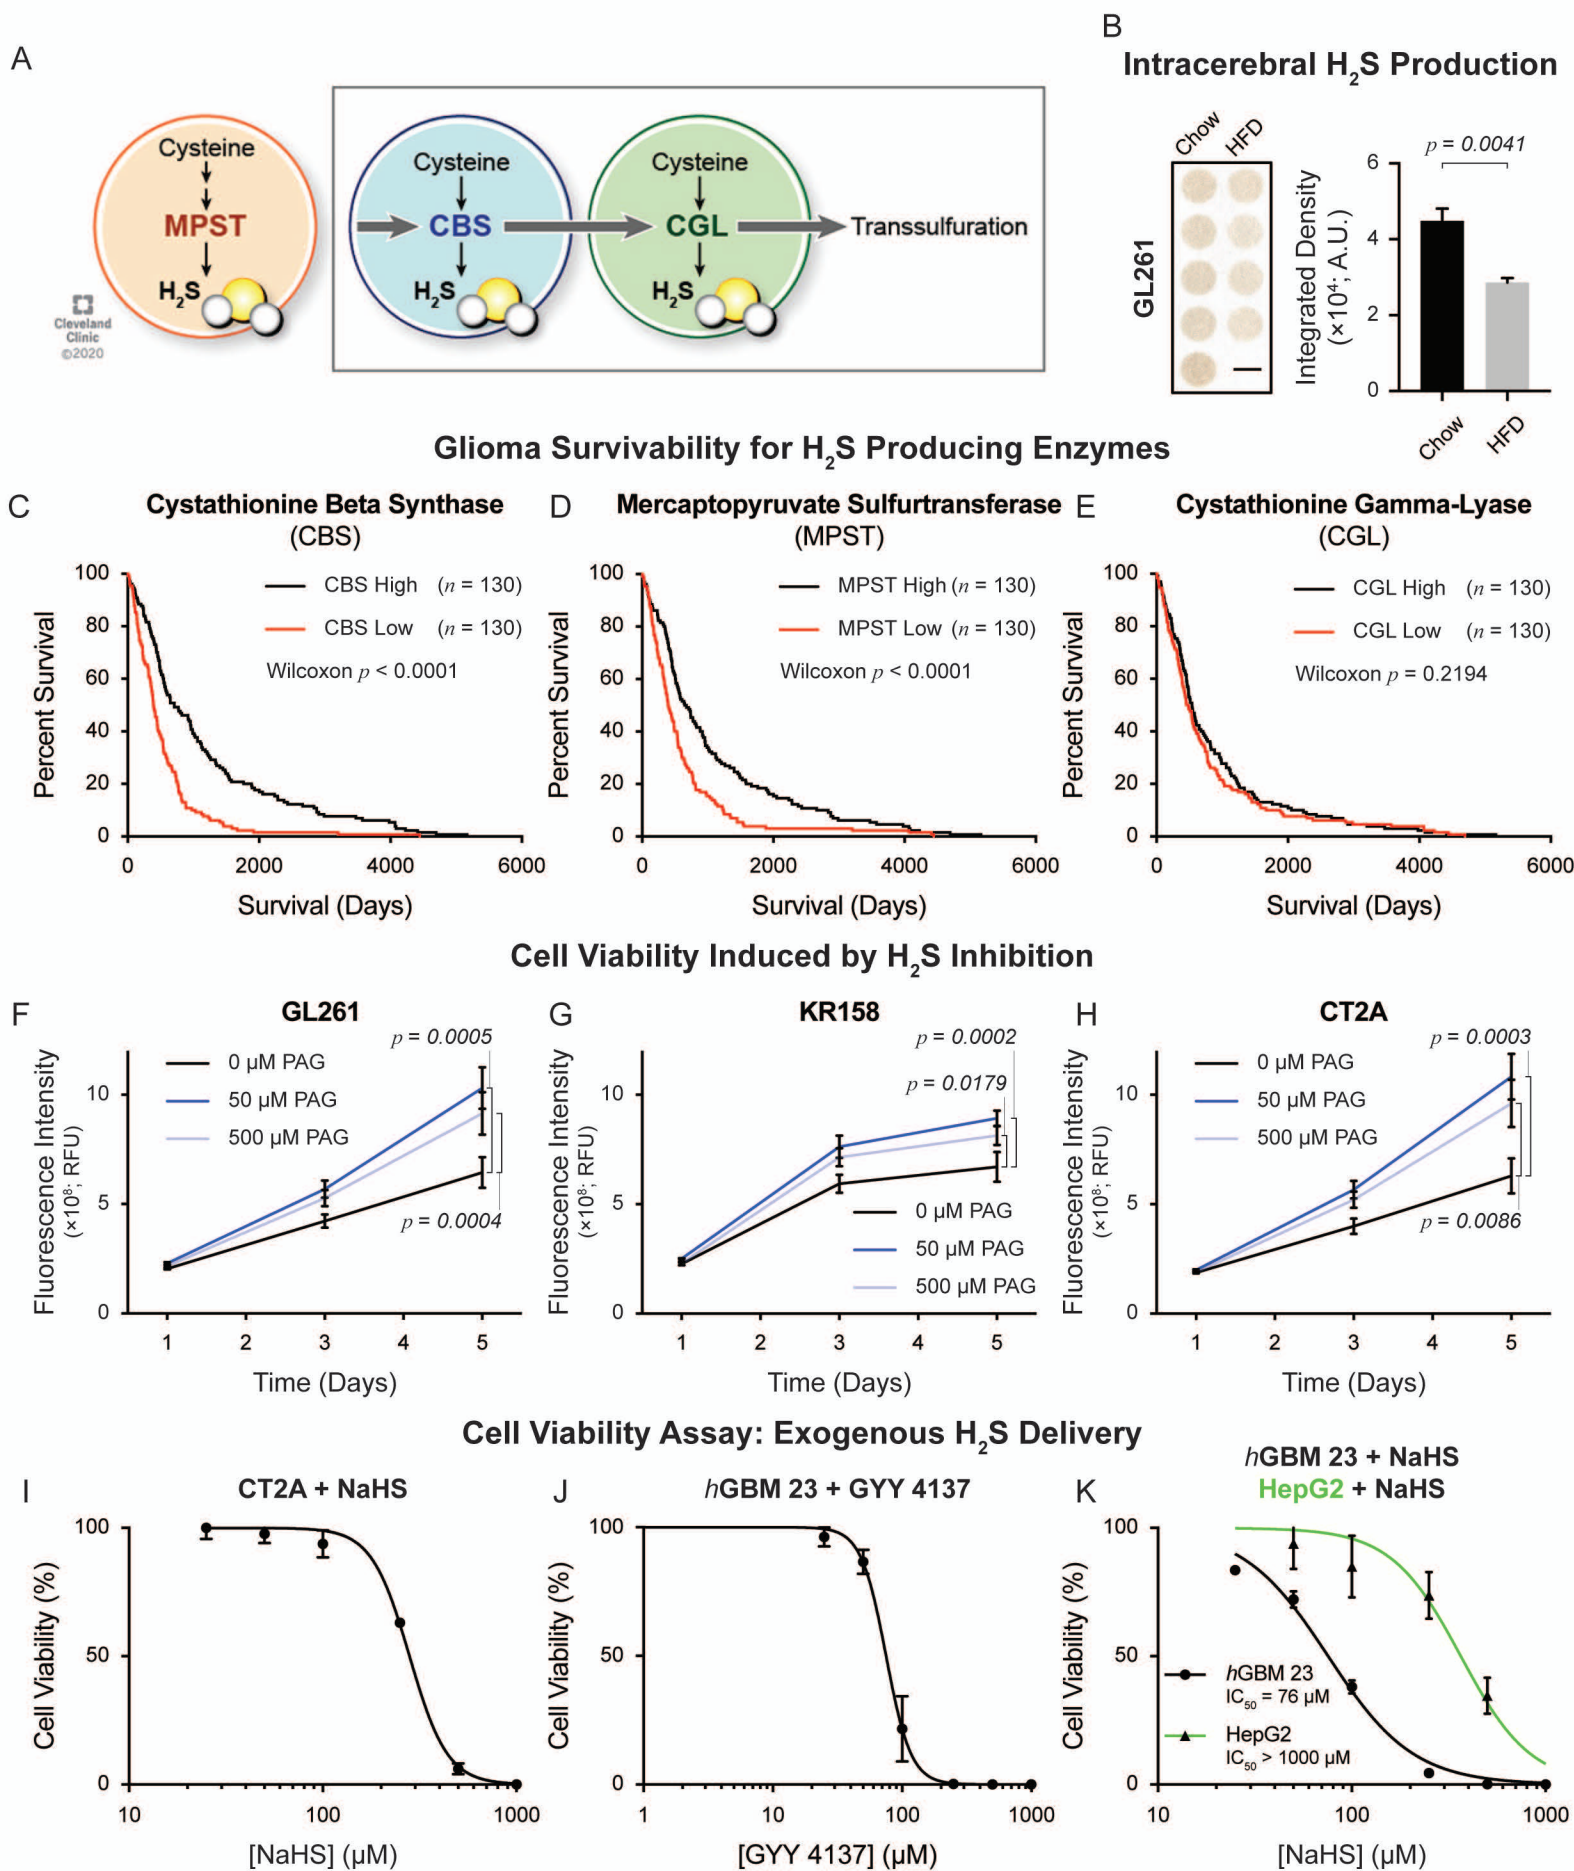 A
Cysteine
MPST
H₂S
Cysteine
CBS
H₂S
Cysteine
CGL
H₂S
Transsulfuration
Cleveland
Clinic
©2020
B
Intracerebral H₂S Production
Chow
HFD
GL261
Integrated Density
(×10⁴; A.U.)
p = 0.0041
6
4
2
0
Chow
HFD
Glioma Survivability for H₂S Producing Enzymes
C
Cystathionine Beta Synthase
(CBS)
Percent Survival
100
80
60
40
20
0
CBS High (n = 130)
CBS Low (n = 130)
Wilcoxon p < 0.0001
0 2000 4000 6000
Survival (Days)
D
Mercaptopyruvate Sulfurtransferase
(MPST)
Percent Survival
100
80
60
40
20
0
MPST High (n = 130)
MPST Low (n = 130)
Wilcoxon p < 0.0001
0 2000 4000 6000
Survival (Days)
E
Cystathionine Gamma-Lyase
(CGL)
Percent Survival
100
80
60
40
20
0
CGL High (n = 130)
CGL Low (n = 130)
Wilcoxon p = 0.2194
0 2000 4000 6000
Survival (Days)
Cell Viability Induced by H₂S Inhibition
F
GL261
Fluorescence Intensity
(×10⁸; RFU)
10
5
0
0 µM PAG
50 µM PAG
500 µM PAG
p = 0.0005
p = 0.0004
1 2 3 4 5
Time (Days)
G
KR158
Fluorescence Intensity
(×10⁸; RFU)
10
5
0
p = 0.0002
p = 0.0179
0 µM PAG
50 µM PAG
500 µM PAG
1 2 3 4 5
Time (Days)
H
CT2A
Fluorescence Intensity
(×10⁸; RFU)
10
5
0
0 µM PAG
50 µM PAG
500 µM PAG
p = 0.0003
p = 0.0086
1 2 3 4 5
Time (Days)
Cell Viability Assay: Exogenous H₂S Delivery
I
CT2A + NaHS
Cell Viability (%)
100
50
0
10 100 1000
[NaHS] (µM)
J
hGBM 23 + GYY 4137
Cell Viability (%)
100
50
0
1 10 100 1000
[GYY 4137] (µM)
K
hGBM 23 + NaHS
HepG2 + NaHS
Cell Viability (%)
100
50
0
hGBM 23
IC₅₀ = 76 µM
HepG2
IC₅₀ > 1000 µM
10 100 1000
[NaHS] (µM)